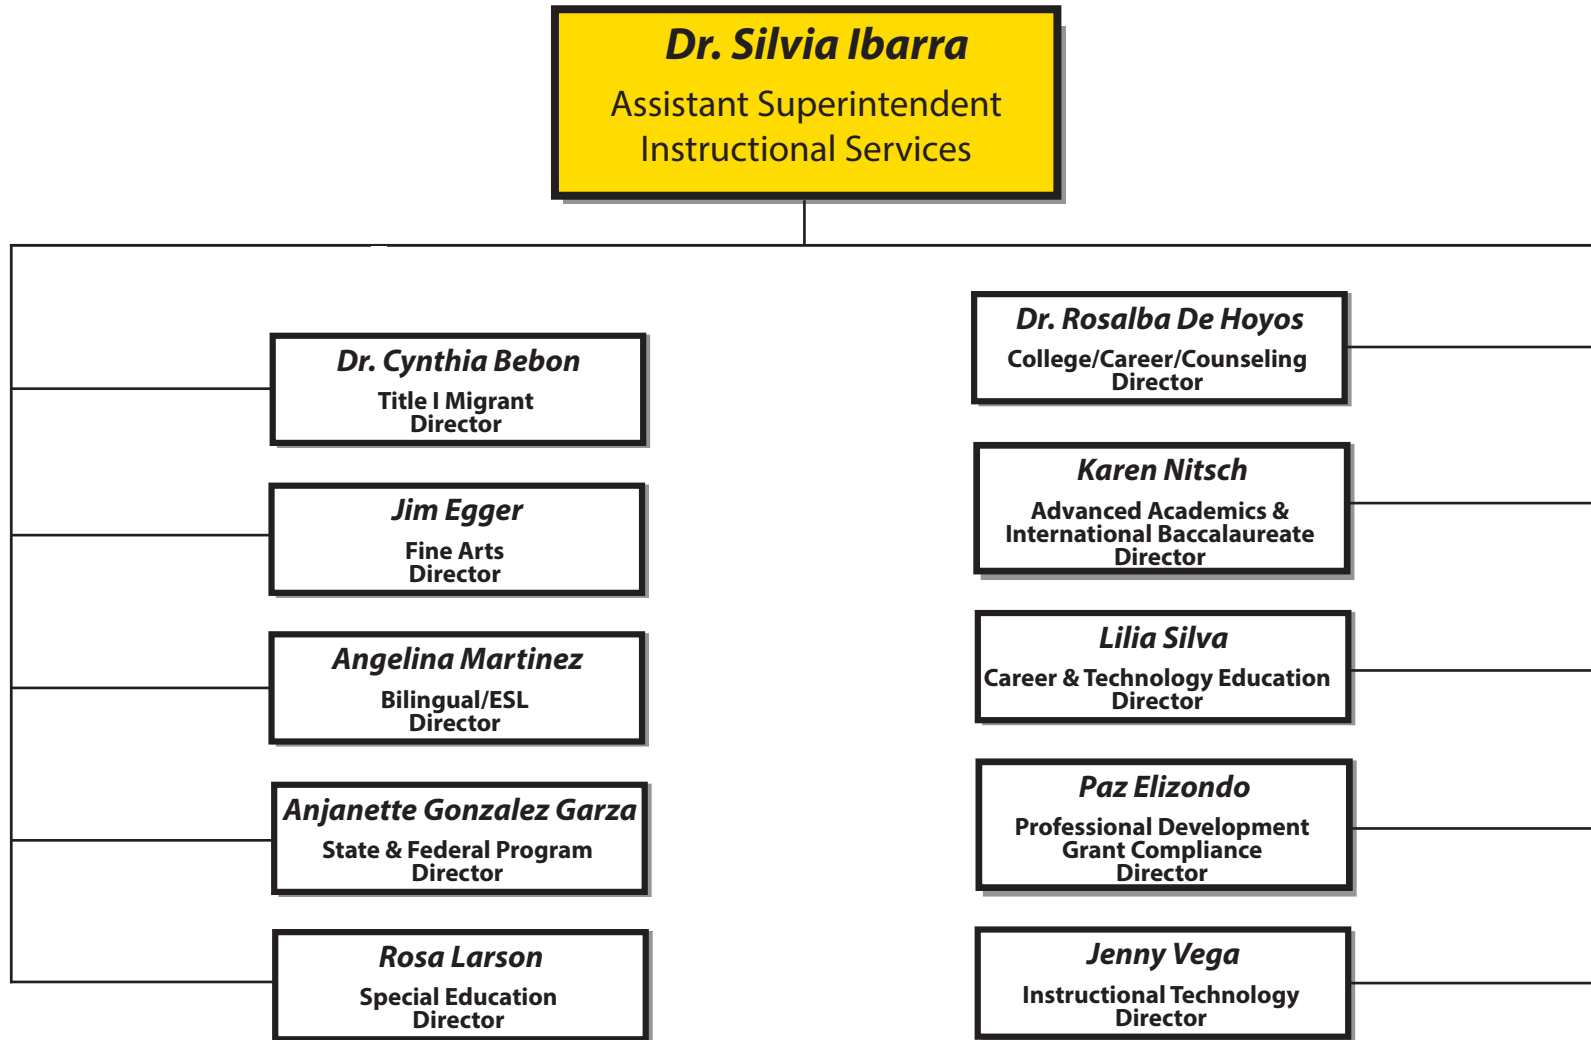 Dr. Silvia Ibarra
Assistant Superintendent
Instructional Services
Dr. Cynthia Bebon
Title I Migrant
Director
Jim Egger
Fine Arts
Director
Angelina Martinez
Bilingual/ESL
Director
Anjanette Gonzalez Garza
State & Federal Program
Director
Rosa Larson
Special Education
Director
Dr. Rosalba De Hoyos
College/Career/Counseling
Director
Karen Nitsch
Advanced Academics &
International Baccalaureate
Director
Lilia Silva
Career & Technology Education
Director
Paz Elizondo
Professional Development
Grant Compliance
Director
Jenny Vega
Instructional Technology
Director